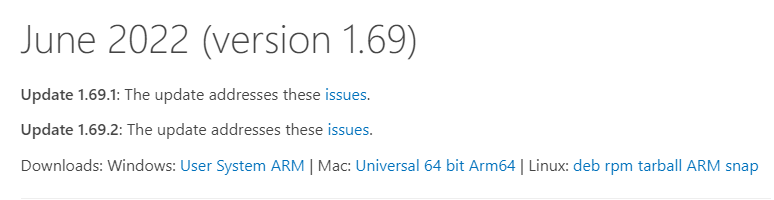 June 2022 (version 1.69)
Update 1.69.1: The update addresses these issues.
Update 1.69.2: The update addresses these issues.
Downloads: Windows: User System ARM | Mac: Universal 64 bit Arm64 | Linux: deb rpm tarball ARM snap